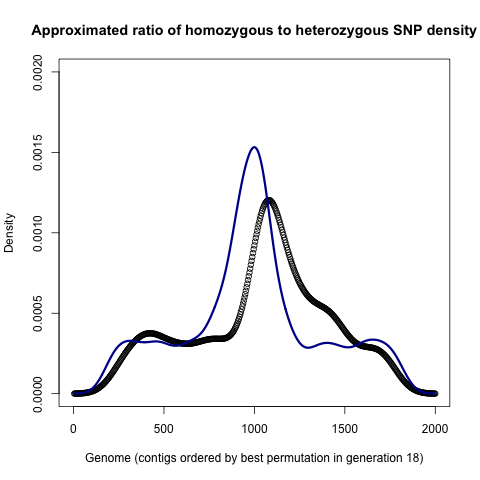 Approximated ratio of homozygous to heterozygous SNP density
0.0020
0.0015
0.0010
0.0005
0.0000
Density
0 500 1000 1500 2000
Genome (contigs ordered by best permutation in generation 18)